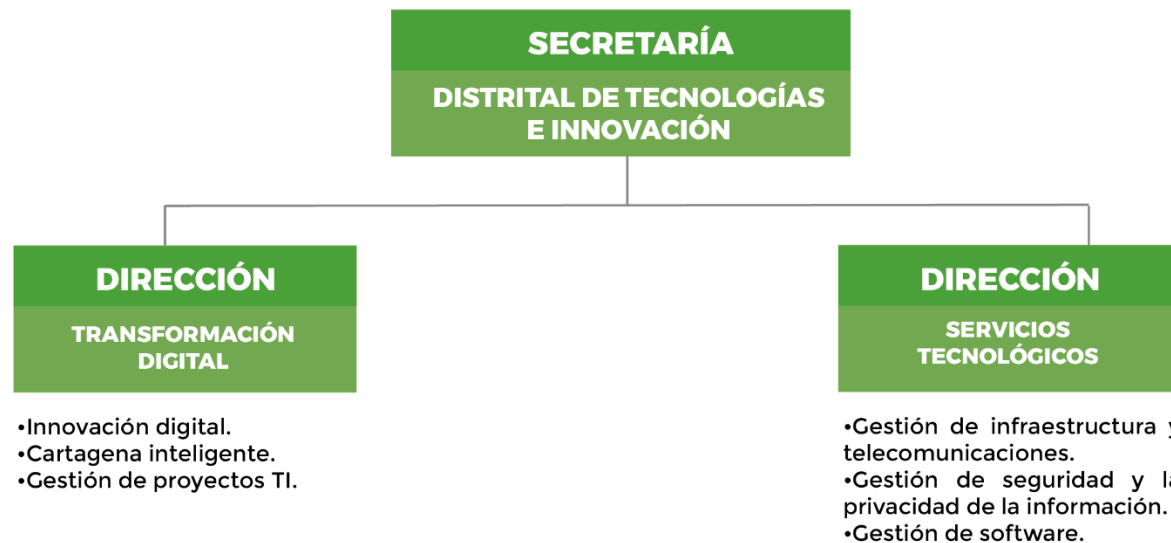 SECRETARÍA
DISTRITAL DE TECNOLOGÍAS
E INNOVACIÓN
DIRECCIÓN
TRANSFORMACIÓN
DIGITAL
•Innovación digital.
•Cartagena inteligente.
•Gestión de proyectos TI.
DIRECCIÓN
SERVICIOS
TECNOLÓGICOS
•Gestión de infraestructura y
telecomunicaciones.
•Gestión de seguridad y la
privacidad de la información.
•Gestión de software.